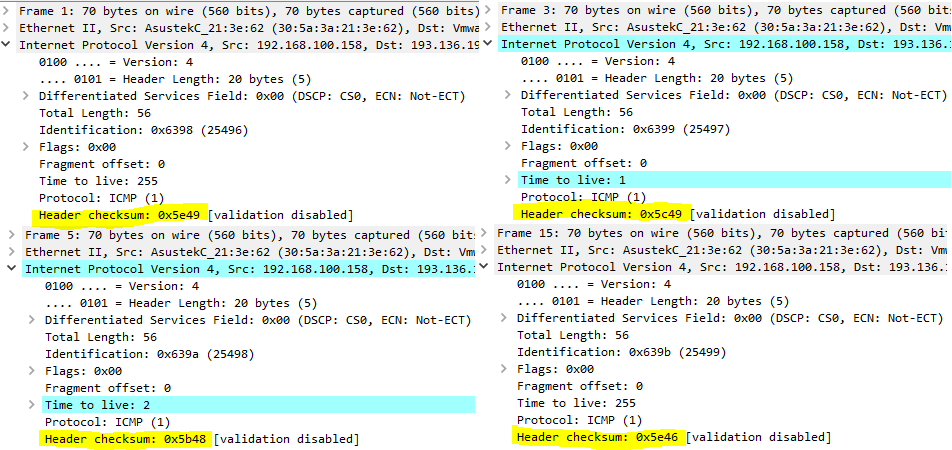 Frame 1: 70 bytes on wire (560 bits), 70 bytes captured (560 bits)
Ethernet II, Src: AsustekC_21:3e:62 (30:5a:3a:21:3e:62), Dst: Vmwa
Internet Protocol Version 4, Src: 192.168.100.158, Dst: 193.136.19
0100 .... = Version: 4
.... 0101 = Header Length: 20 bytes (5)
Differentiated Services Field: 0x00 (DSCP: CS0, ECN: Not-ECT)
Total Length: 56
Identification: 0x6398 (25496)
Flags: 0x00
Fragment offset: 0
Time to live: 255
Protocol: ICMP (1)
Header checksum: 0x5e49 [validation disabled]
Frame 3: 70 bytes on wire (560 bits), 70 bytes captured (560
Ethernet II, Src: AsustekC_21:3e:62 (30:5a:3a:21:3e:62), Dst: Vm
Internet Protocol Version 4, Src: 192.168.100.158, Dst: 193.136.1
0100 .... = Version: 4
.... 0101 = Header Length: 20 bytes (5)
Differentiated Services Field: 0x00 (DSCP: CS0, ECN: Not-ECT)
Total Length: 56
Identification: 0x6399 (25497)
Flags: 0x00
Fragment offset: 0
Time to live: 1
Protocol: ICMP (1)
Header checksum: 0x5c49 [validation disabled]
Frame 5: 70 bytes on wire (560 bits), 70 bytes captured (560 bits
Ethernet II, Src: AsustekC_21:3e:62 (30:5a:3a:21:3e:62), Dst: Vmw
Internet Protocol Version 4, Src: 192.168.100.158, Dst: 193.136.1
0100 .... = Version: 4
.... 0101 = Header Length: 20 bytes (5)
Differentiated Services Field: 0x00 (DSCP: CS0, ECN: Not-ECT)
Total Length: 56
Identification: 0x639a (25498)
Flags: 0x00
Fragment offset: 0
Time to live: 2
Protocol: ICMP (1)
Header checksum: 0x5b48 [validation disabled]
Frame 15: 70 bytes on wire (560 bits), 70 bytes captured (560 bi
Ethernet II, Src: AsustekC_21:3e:62 (30:5a:3a:21:3e:62), Dst: Vm
Internet Protocol Version 4, Src: 192.168.100.158, Dst: 193.136.
0100 .... = Version: 4
.... 0101 = Header Length: 20 bytes (5)
Differentiated Services Field: 0x00 (DSCP: CS0, ECN: Not-ECT)
Total Length: 56
Identification: 0x639b (25499)
Flags: 0x00
Fragment offset: 0
Time to live: 255
Protocol: ICMP (1)
Header checksum: 0x5e46 [validation disabled]